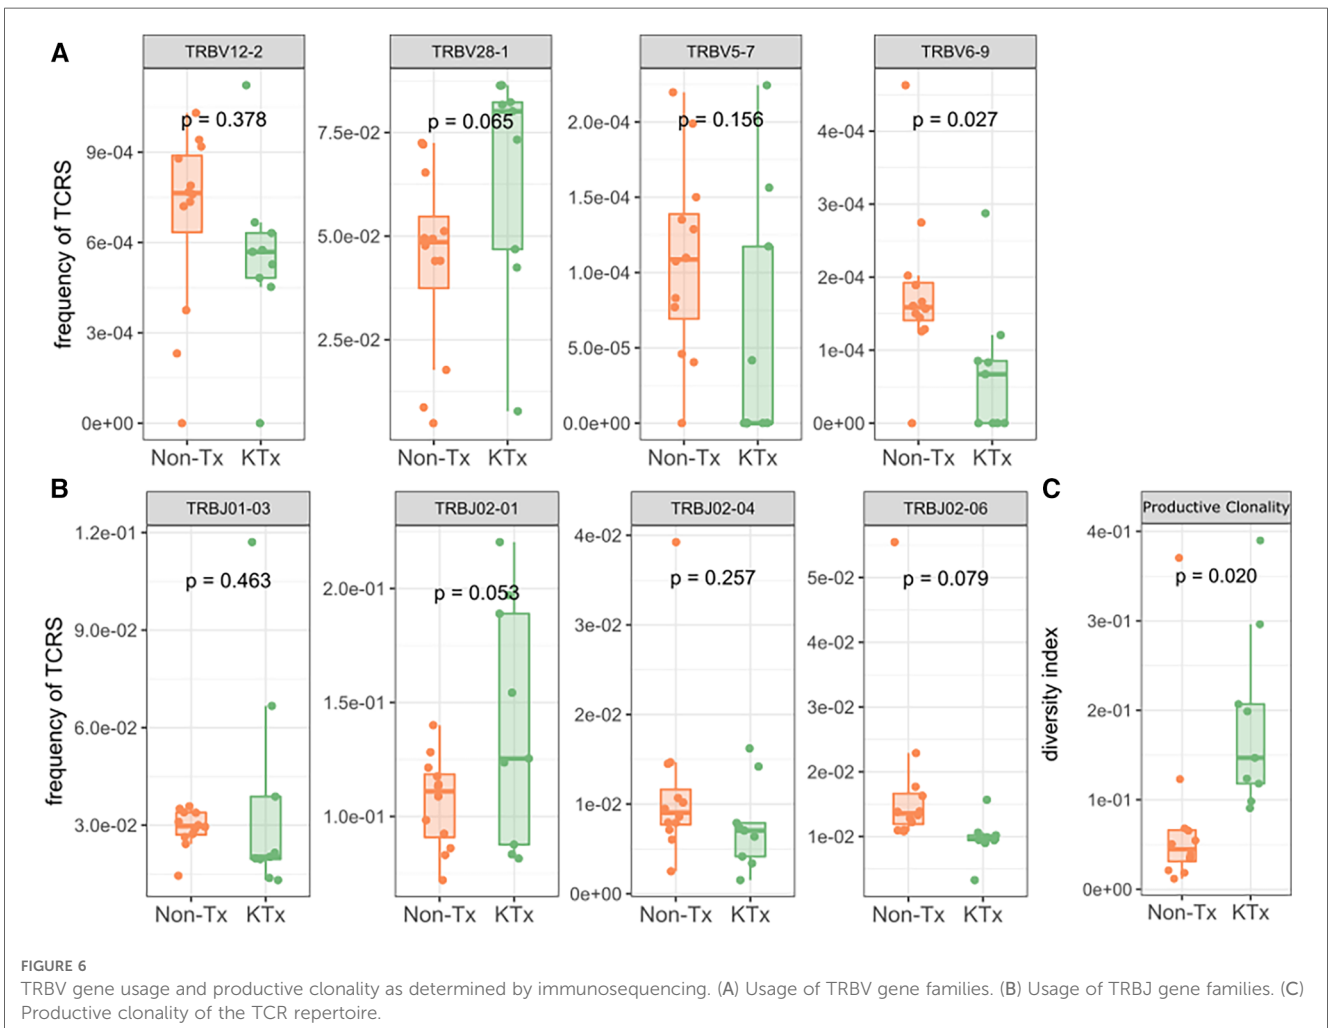 A
TRBV12-2
TRBV28-1
TRBV5-7
TRBV6-9
frequency of TCRS
p = 0.378
9e-04
6e-04
3e-04
0e+00
Non-Tx KTx
p = 0.065
7.5e-02
5.0e-02
2.5e-02
Non-Tx KTx
p = 0.156
2.0e-04
1.5e-04
1.0e-04
5.0e-05
0.0e+00
Non-Tx KTx
p = 0.027
4e-04
3e-04
2e-04
1e-04
0e+00
Non-Tx KTx
B
TRBJ01-03
TRBJ02-01
TRBJ02-04
TRBJ02-06
frequency of TCRS
1.2e-01
p = 0.463
9.0e-02
6.0e-02
3.0e-02
Non-Tx KTx
p = 0.053
2.0e-01
1.5e-01
1.0e-01
Non-Tx KTx
4e-02
p = 0.257
3e-02
2e-02
1e-02
0e+00
Non-Tx KTx
p = 0.079
5e-02
4e-02
3e-02
2e-02
1e-02
Non-Tx KTx
C
Productive Clonality
diversity index
4e-01
p = 0.020
3e-01
2e-01
1e-01
0e+00
Non-Tx KTx
FIGURE 6
TRBV gene usage and productive clonality as determined by immunosequencing. (A) Usage of TRBV gene families. (B) Usage of TRBJ gene families. (C)
Productive clonality of the TCR repertoire.